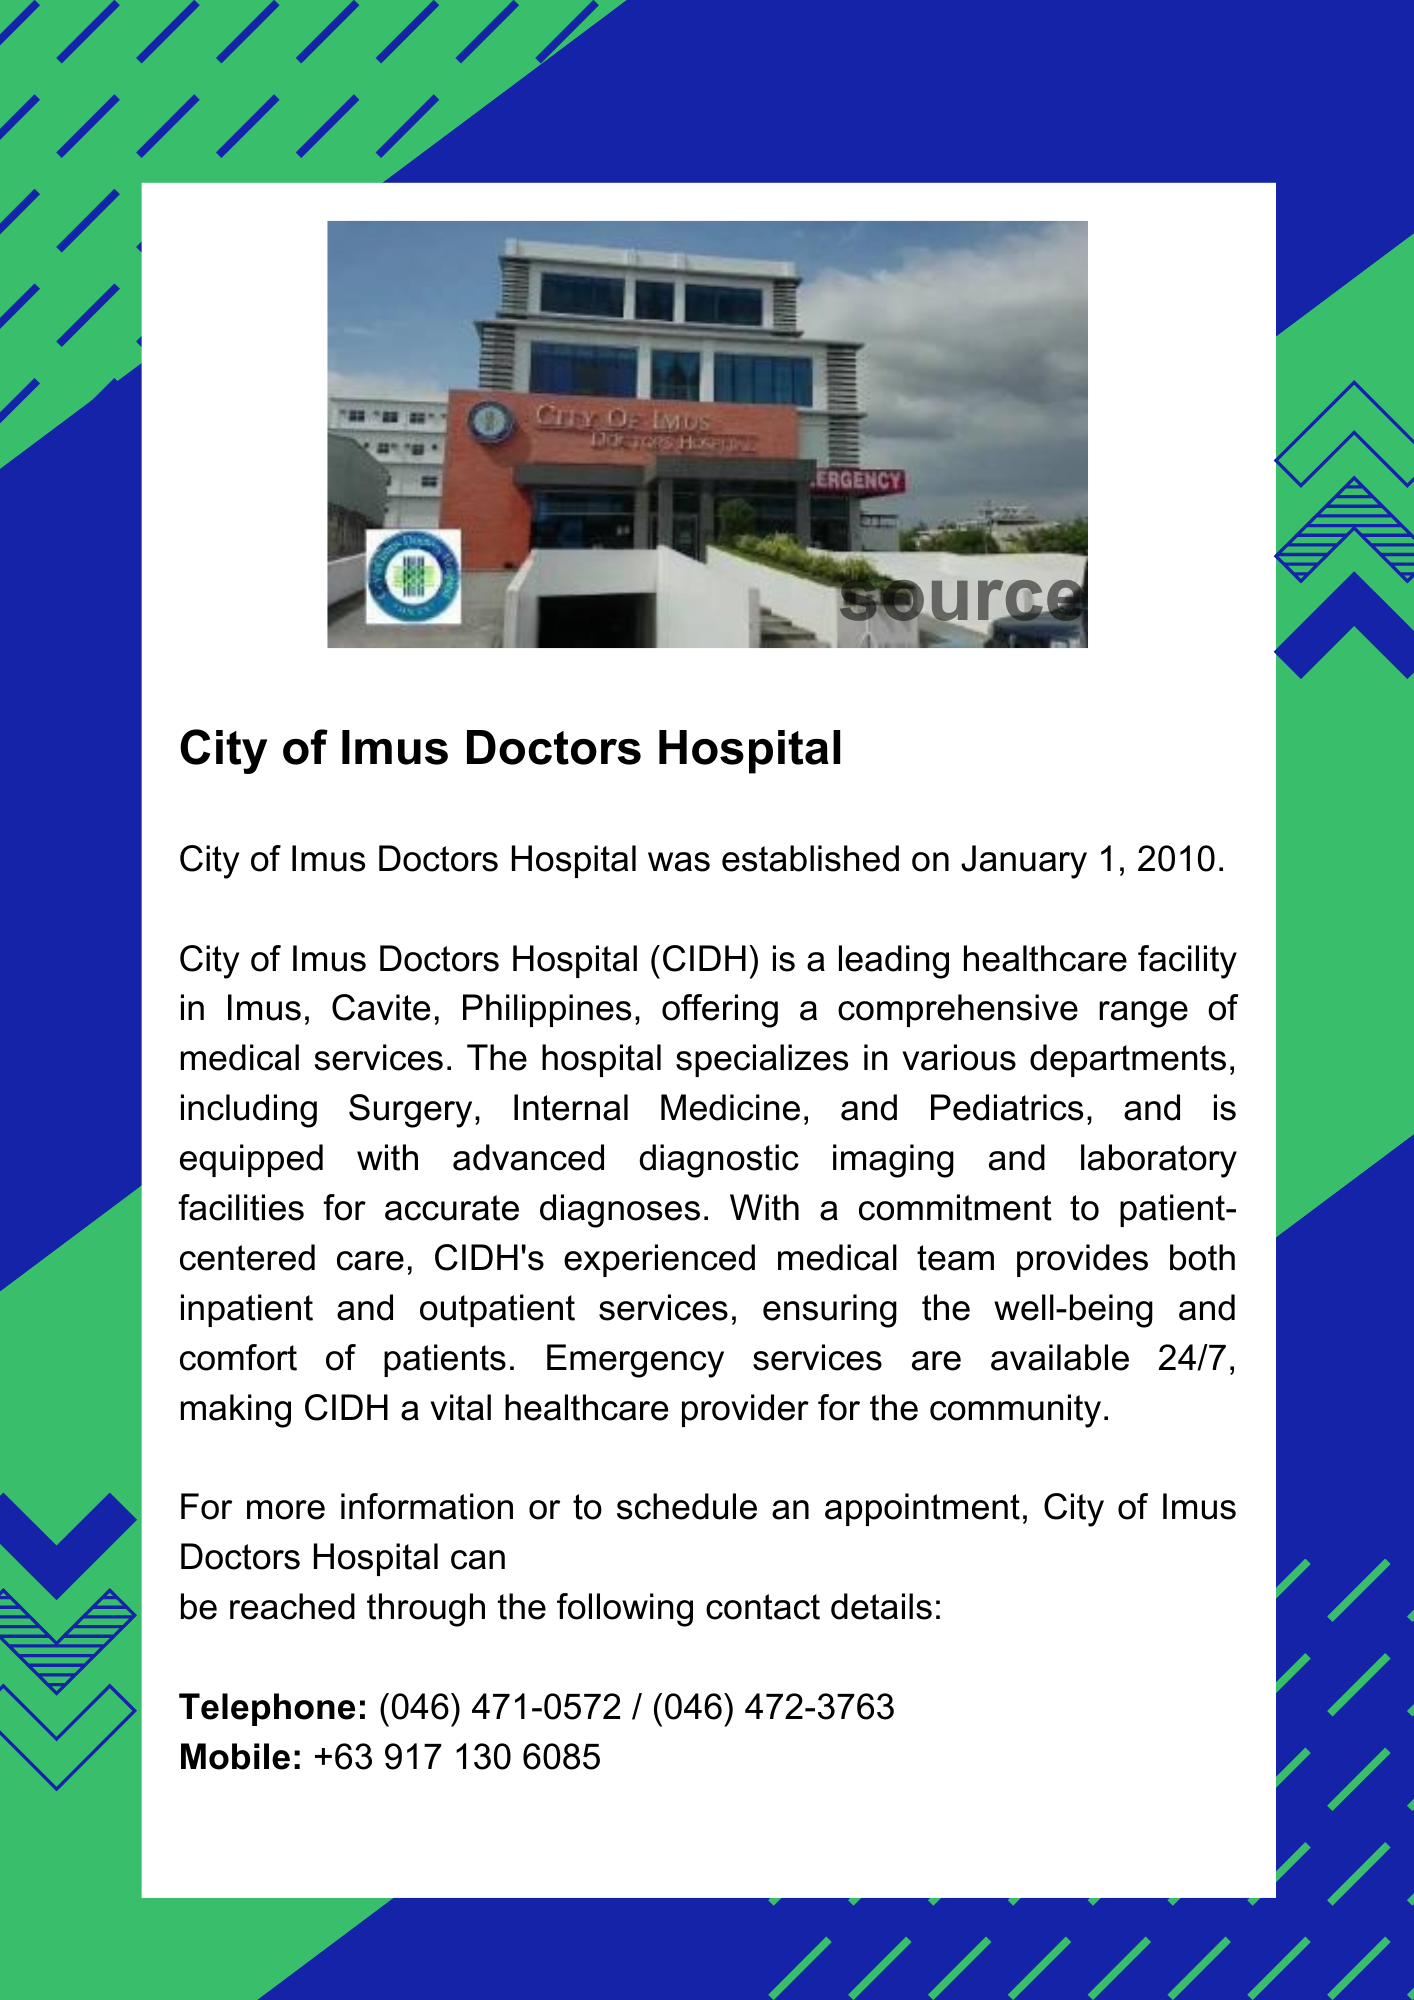 CITY OF IMUS
DOCTORS HOSPITAL
ERGENCY
source
City of Imus Doctors Hospital
City of Imus Doctors Hospital was established on January 1, 2010.
City of Imus Doctors Hospital (CIDH) is a leading healthcare facility
in Imus, Cavite, Philippines, offering a comprehensive range of
medical services. The hospital specializes in various departments,
including Surgery, Internal Medicine, and Pediatrics, and is
equipped with advanced diagnostic imaging and laboratory
facilities for accurate diagnoses. With a commitment to patient-
centered care, CIDH's experienced medical team provides both
inpatient and outpatient services, ensuring the well-being and
comfort of patients. Emergency services are available 24/7,
making CIDH a vital healthcare provider for the community.
For more information or to schedule an appointment, City of Imus
Doctors Hospital can
be reached through the following contact details:
Telephone: (046) 471-0572 / (046) 472-3763
Mobile: +63 917 130 6085